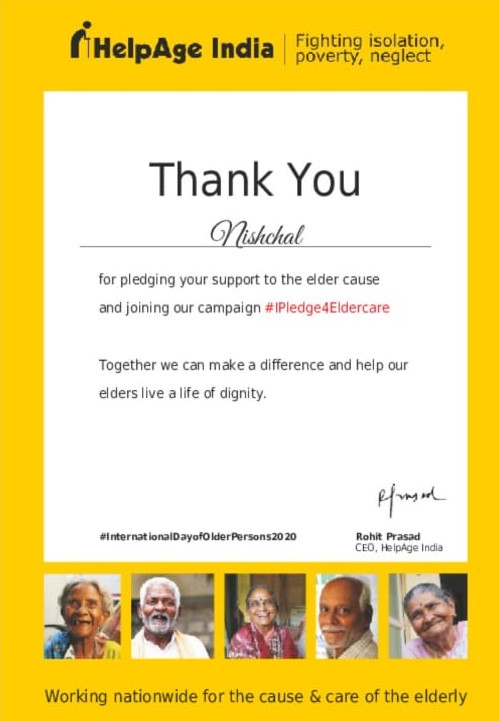 HelpAge India
Fighting isolation,
poverty, neglect
Thank You
Nishchal
for pledging your support to the elder cause
and joining our campaign #IPledge4Eldercare
Together we can make a difference and help our
elders live a life of dignity.
Rprasad
#InternationalDayofOlderPersons2020
Rohit Prasad
CEO, HelpAge India
Working nationwide for the cause & care of the elderly